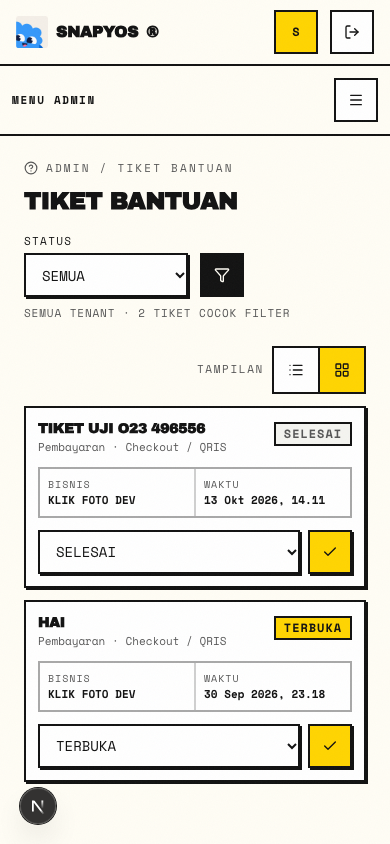 SNAPYOS ®
S
MENU ADMIN
ADMIN / TIKET BANTUAN
TIKET BANTUAN
STATUS
SEMUA
SEMUA TENANT · 2 TIKET COCOK FILTER
TAMPILAN
TIKET UJI O23 496556
SELESAI
Pembayaran · Checkout / QRIS
BISNIS
WAKTU
KLIK FOTO DEV
13 Okt 2026, 14.11
SELESAI
HAI
TERBUKA
Pembayaran · Checkout / QRIS
BISNIS
WAKTU
KLIK FOTO DEV
30 Sep 2026, 23.18
TERBUKA
N